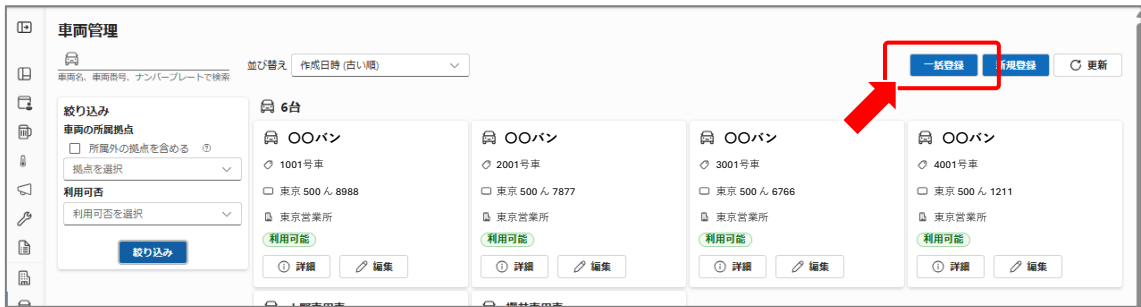 車両管理
車両名、車両番号、ナンバープレートで検索
並び替え 作成日時 (古い順)
一括登録 新規登録 更新
絞り込み
車両の所属拠点
所属外の拠点を含める
拠点を選択
利用可否
利用可否を選択
絞り込み
6台
〇〇バン
1001号車
東京 500 ん 8988
東京営業所
利用可能
詳細 編集
〇〇バン
2001号車
東京 500 ん 7877
東京営業所
利用可能
詳細 編集
〇〇バン
3001号車
東京 500 ん 6766
東京営業所
利用可能
詳細 編集
〇〇バン
4001号車
東京 500 ん 1211
東京営業所
利用可能
詳細 編集